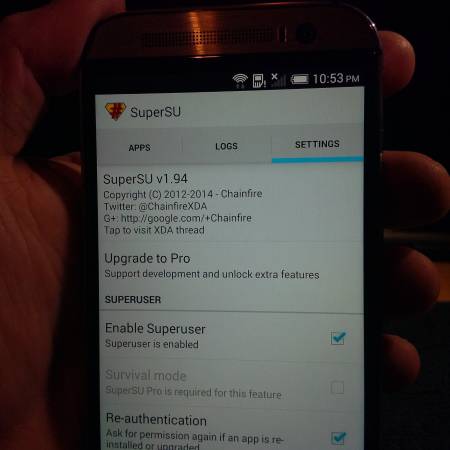 10:53 PM
SuperSU
APPS LOGS SETTINGS
SuperSU v1.94
Copyright (C) 2012-2014 - Chainfire
Twitter: @ChainfireXDA
G+: http://google.com/+Chainfire
Tap to visit XDA thread
Upgrade to Pro
Support development and unlock extra features
SUPERUSER
Enable Superuser
Superuser is enabled
Survival mode
SuperSU Pro is required for this feature
Re-authentication
Ask for permission again if an app is re-
installed or upgraded